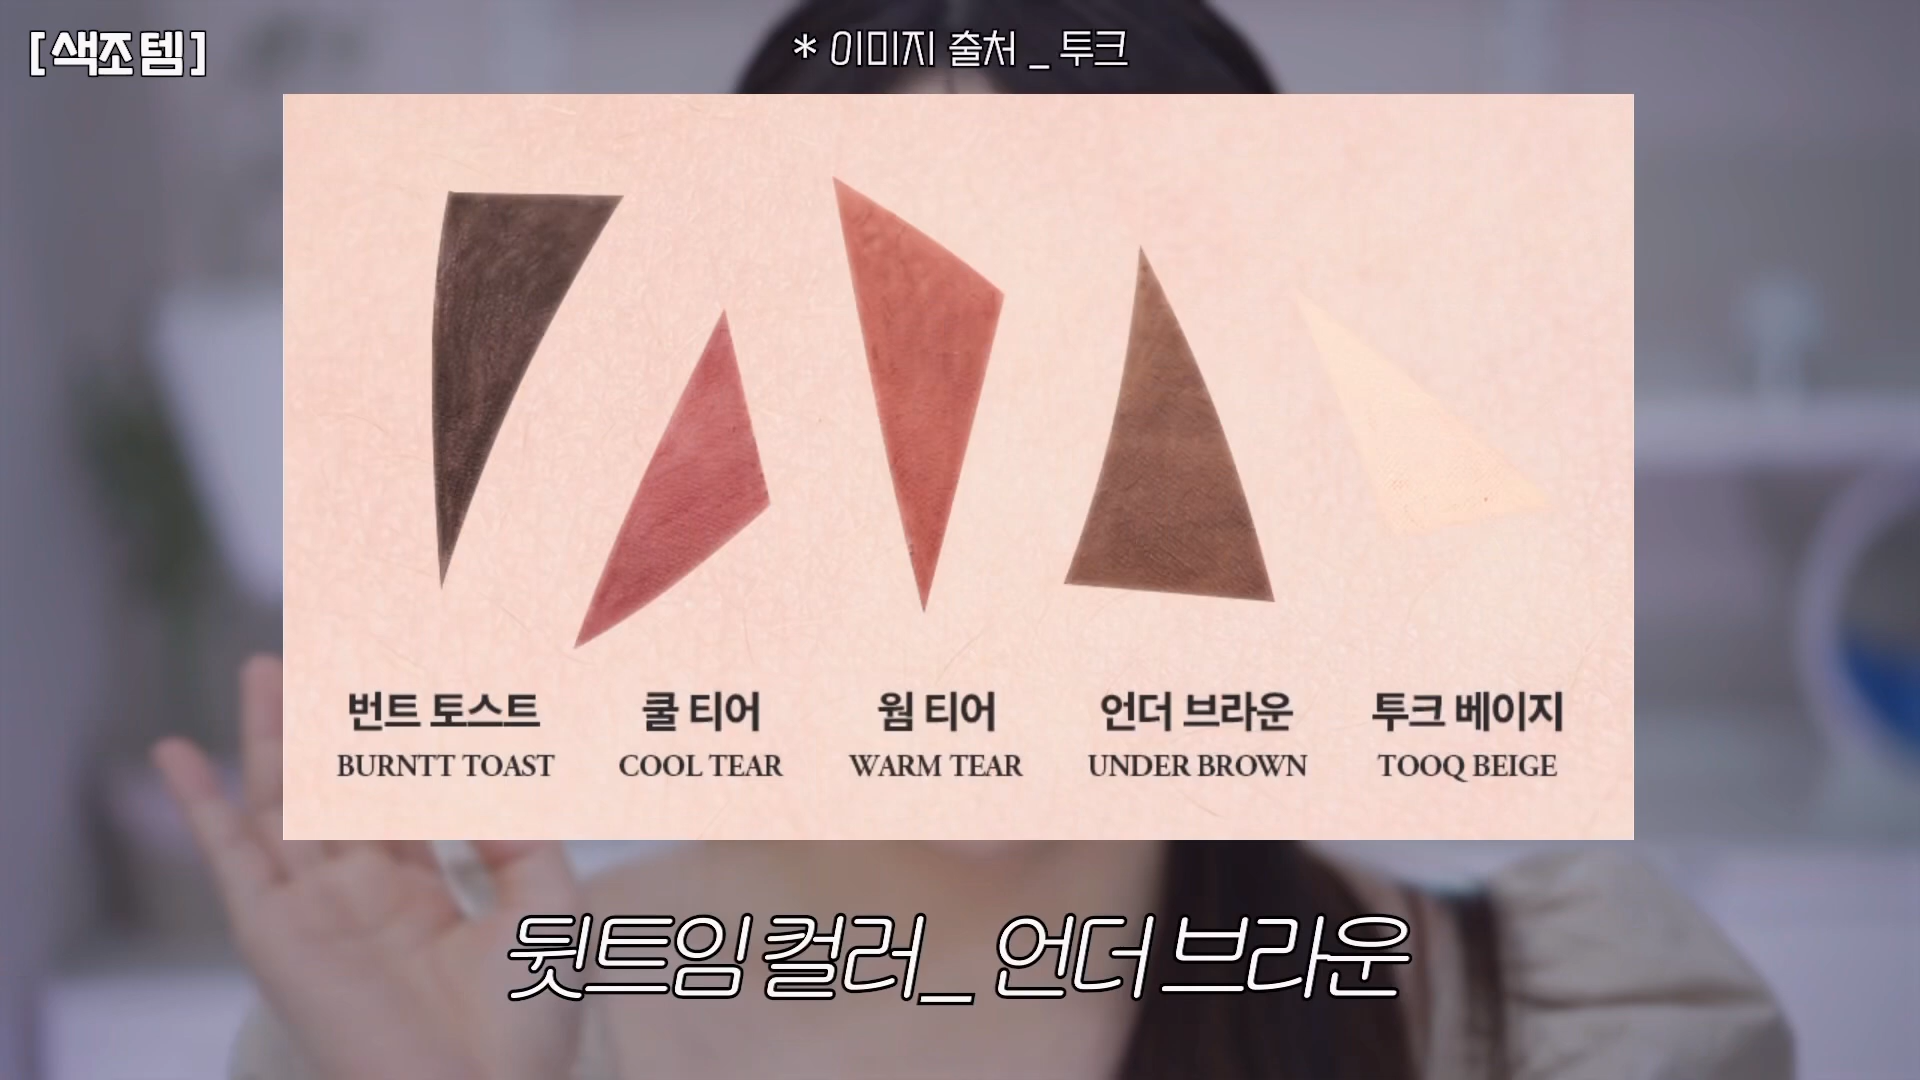 [색조템]
* 이미지 출처 _ 투크
번트 토스트
BURNTT TOAST
쿨 티어
COOL TEAR
웜 티어
WARM TEAR
언더 브라운
UNDER BROWN
투크 베이지
TOOQ BEIGE
뒷트임 컬러_ 언더 브라운